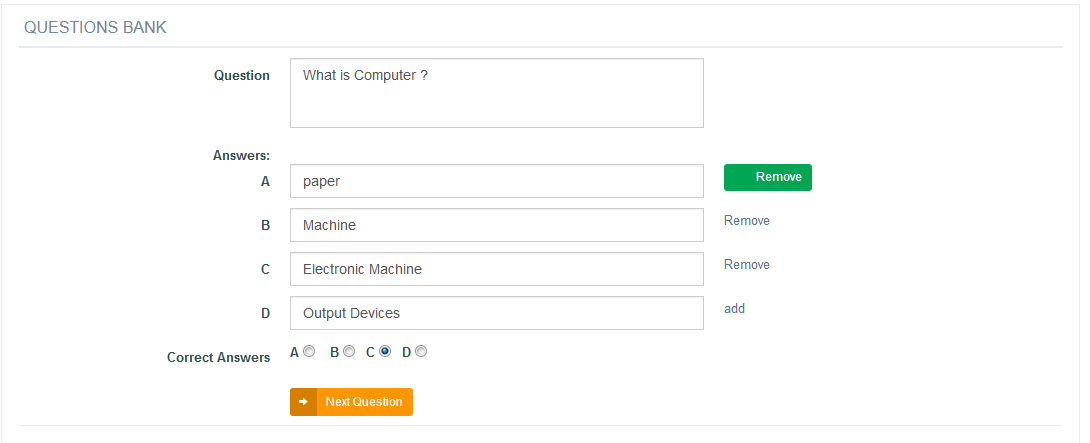 QUESTIONS BANK
Question What is Computer ?
Answers:
A paper Remove
B Machine Remove
C Electronic Machine Remove
D Output Devices add
Correct Answers A B C D
Next Question